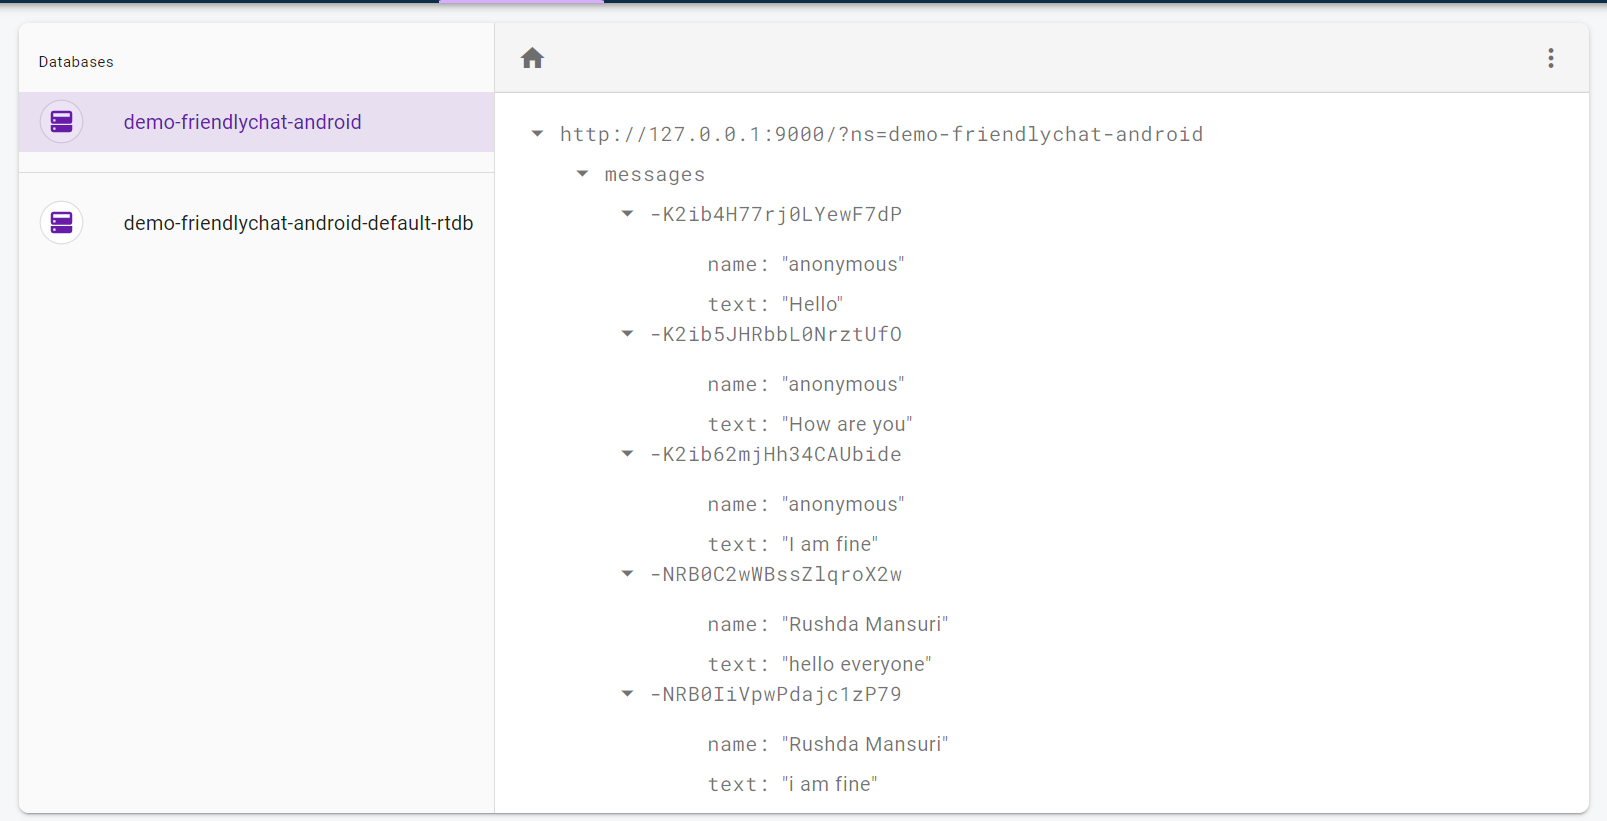 Databases
demo-friendlychat-android
demo-friendlychat-android-default-rtdb
http://127.0.0.1:9000/?ns=demo-friendlychat-android
messages
-K2ib4H77rj0LYewF7dP
name: "anonymous"
text: "Hello"
-K2ib5JHRbbL0NrztUfO
name: "anonymous"
text: "How are you"
-K2ib62mjHh34CAUbide
name: "anonymous"
text: "I am fine"
-NRB0C2wWBssZlqroX2w
name: "Rushda Mansuri"
text: "hello everyone"
-NRB0IiVpwPdajc1zP79
name: "Rushda Mansuri"
text: "i am fine"